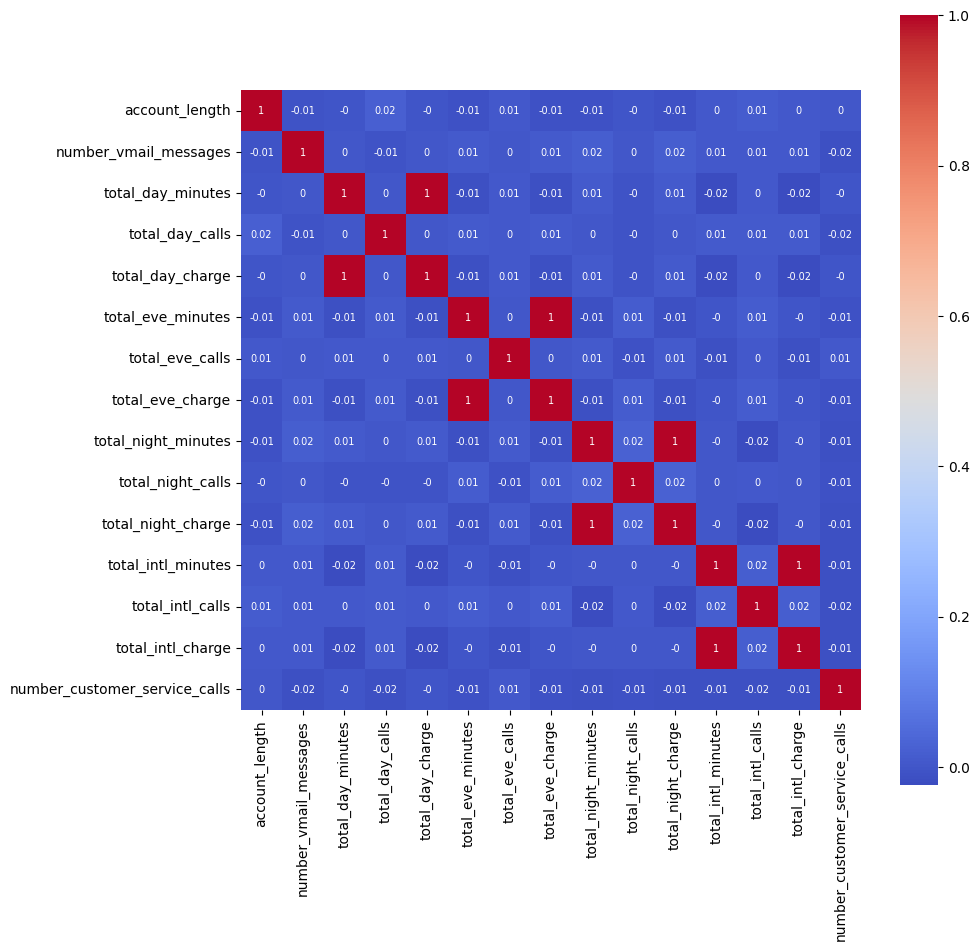 1.0
account_length 1 -0.01 -0 0.02 -0 -0.01 0.01 -0.01 -0.01 -0 -0.01 0 0.01 0 0
number_vmail_messages -0.01 1 0 -0.01 0 0.01 0 0.01 0.02 0 0.02 0.01 0.01 0.01 -0.02
0.8
total_day_minutes -0 0 1 0 1 -0.01 0.01 -0.01 0.01 -0 0.01 -0.02 0 -0.02 -0
total_day_calls 0.02 -0.01 0 1 0 0.01 0 0.01 0 -0 0 0.01 0.01 0.01 -0.02
total_day_charge -0 0 1 0 1 -0.01 0.01 -0.01 0.01 -0 0.01 -0.02 0 -0.02 -0
0.6
total_eve_minutes -0.01 0.01 -0.01 0.01 -0.01 1 0 1 -0.01 0.01 -0.01 -0 0.01 -0 -0.01
total_eve_calls 0.01 0 0.01 0 0.01 0 1 0 0.01 -0.01 0.01 -0.01 0 -0.01 0.01
total_eve_charge -0.01 0.01 -0.01 0.01 -0.01 1 0 1 -0.01 0.01 -0.01 -0 0.01 -0 -0.01
total_night_minutes -0.01 0.02 0.01 0 0.01 -0.01 0.01 -0.01 1 0.02 1 -0 -0.02 -0 -0.01
0.4
total_night_calls -0 0 -0 -0 -0 0.01 -0.01 0.01 0.02 1 0.02 0 0 0 -0.01
total_night_charge -0.01 0.02 0.01 0 0.01 -0.01 0.01 -0.01 1 0.02 1 -0 -0.02 -0 -0.01
total_intl_minutes 0 0.01 -0.02 0.01 -0.02 -0 -0.01 -0 -0 0 -0 1 0.02 1 -0.01
0.2
total_intl_calls 0.01 0.01 0 0.01 0 0.01 0 0.01 -0.02 0 -0.02 0.02 1 0.02 -0.02
total_intl_charge 0 0.01 -0.02 0.01 -0.02 -0 -0.01 -0 -0 0 -0 1 0.02 1 -0.01
number_customer_service_calls 0 -0.02 -0 -0.02 -0 -0.01 0.01 -0.01 -0.01 -0.01 -0.01 -0.01 -0.02 -0.01 1
0.0
account_length
number_vmail_messages
total_day_minutes
total_day_calls
total_day_charge
total_eve_minutes
total_eve_calls
total_eve_charge
total_night_minutes
total_night_calls
total_night_charge
total_intl_minutes
total_intl_calls
total_intl_charge
number_customer_service_calls